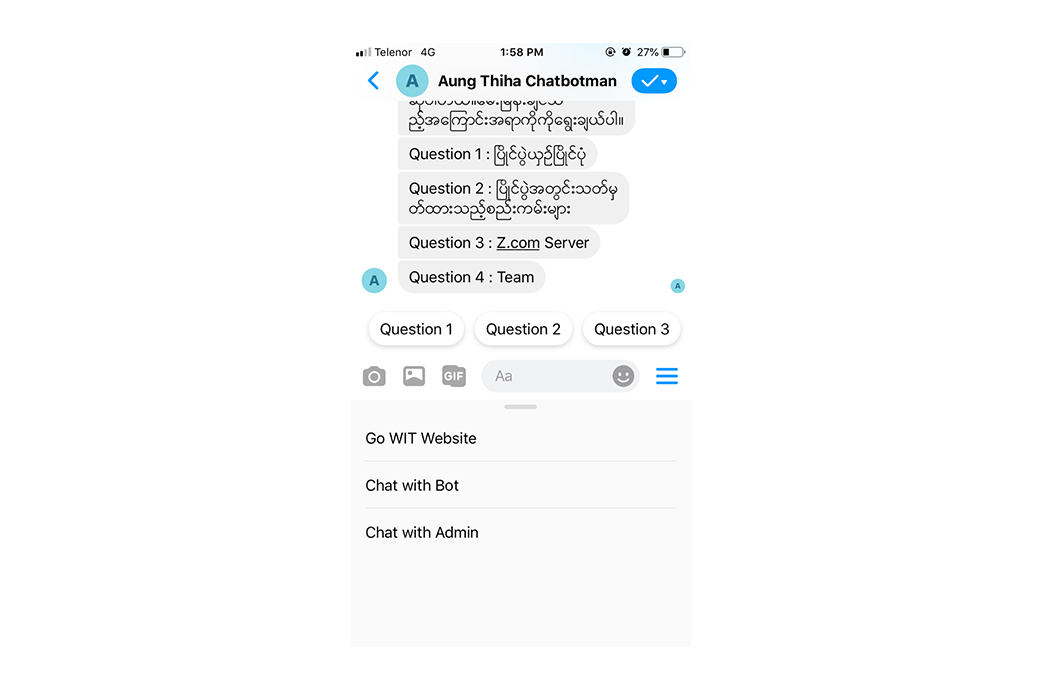 Telenor 4G 1:58 PM 27%
A Aung Thiha Chatbotman
ည့်အကြောင်းအရာကိုကိုရွေးချယ်ပါ။
Question 1 : ပြိုင်ပွဲယှဉ်ပြိုင်ပုံ
Question 2 : ပြိုင်ပွဲအတွင်းသတ်မှ
တ်ထားသည့်စည်းကမ်းများ
Question 3 : Z.com Server
Question 4 : Team
A
A
Question 1 Question 2 Question 3
GIF Aa
Go WIT Website
Chat with Bot
Chat with Admin